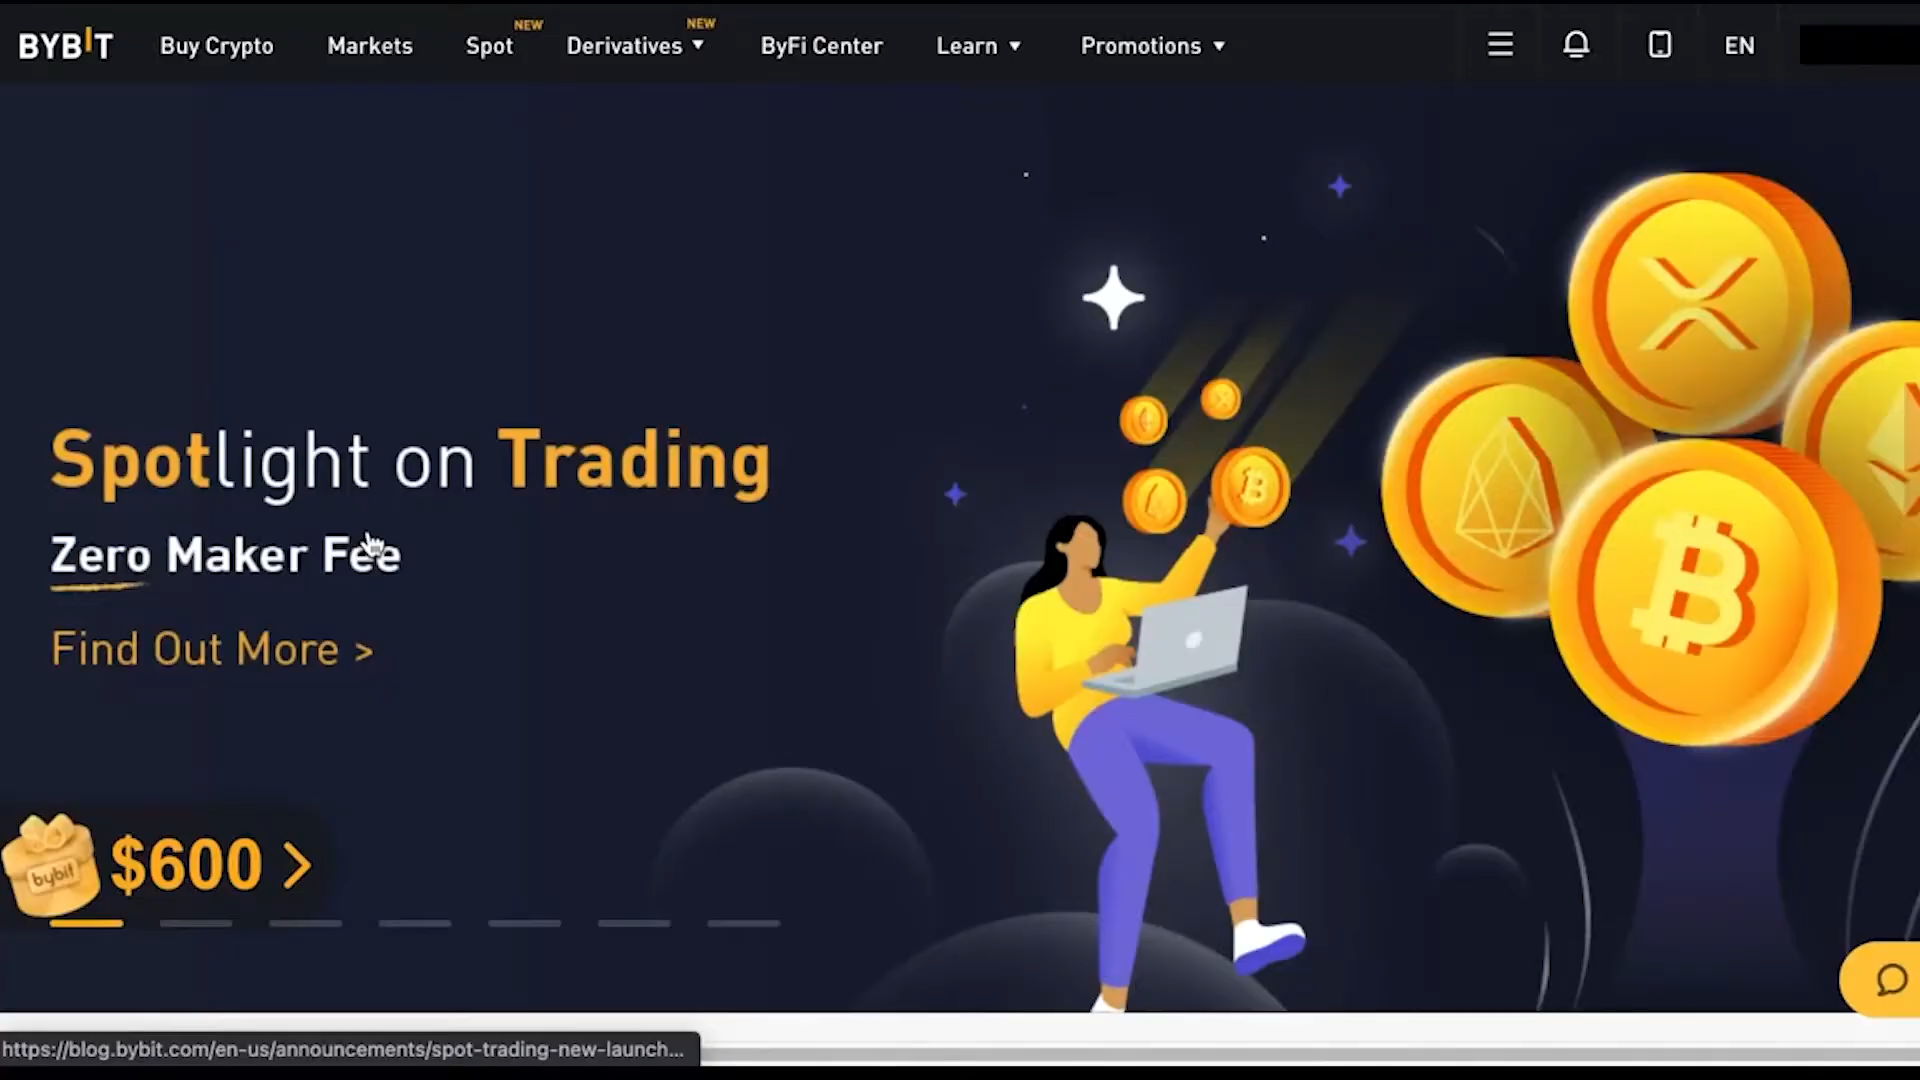 BYBIT
Buy Crypto
Markets
Spot
NEW
Derivatives
NEW
ByFi Center
Learn
Promotions
EN
Spotlight on Trading
Zero Maker Fee
Find Out More >
bybit
$600 >
https://blog.bybit.com/en-us/announcements/spot-trading-new-launch...